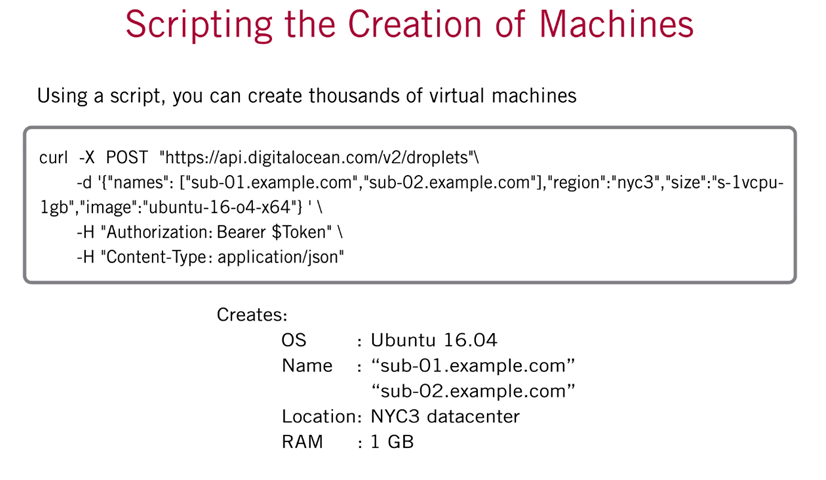 Scripting the Creation of Machines
Using a script, you can create thousands of virtual machines
curl -X POST "https://api.digitalocean.com/v2/droplets"\
-d '{"names": ["sub-01.example.com","sub-02.example.com"],"region":"nyc3","size":"s-1vcpu-
1gb","image":"ubuntu-16-o4-x64"} ' \
-H "Authorization: Bearer $Token" \
-H "Content-Type: application/json"
Creates:
OS : Ubuntu 16.04
Name : “sub-01.example.com”
“sub-02.example.com”
Location: NYC3 datacenter
RAM : 1 GB